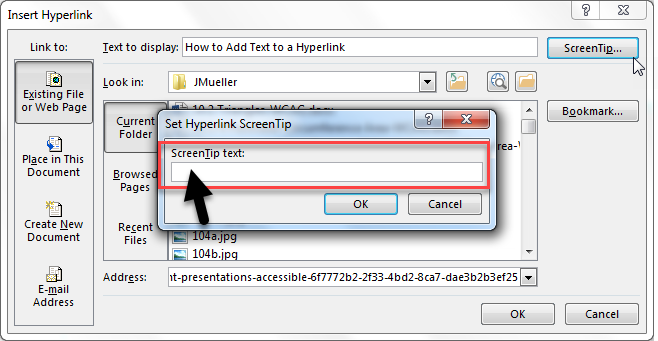 Insert Hyperlink
Link to:
Text to display: How to Add Text to a Hyperlink
ScreenTip...
Existing File
or Web Page
Look in: JMueller
Bookmark...
Current
Folder
Place in This
Document
Browsed
Pages
Create New
Document
Recent
Files
104a.jpg
104b.jpg
E-mail
Address
Address: nt-presentations-accessible-6f7772b2-2f33-4bd2-8ca7-dae3b2b3ef25
OK Cancel
Set Hyperlink ScreenTip
ScreenTip text:
OK Cancel